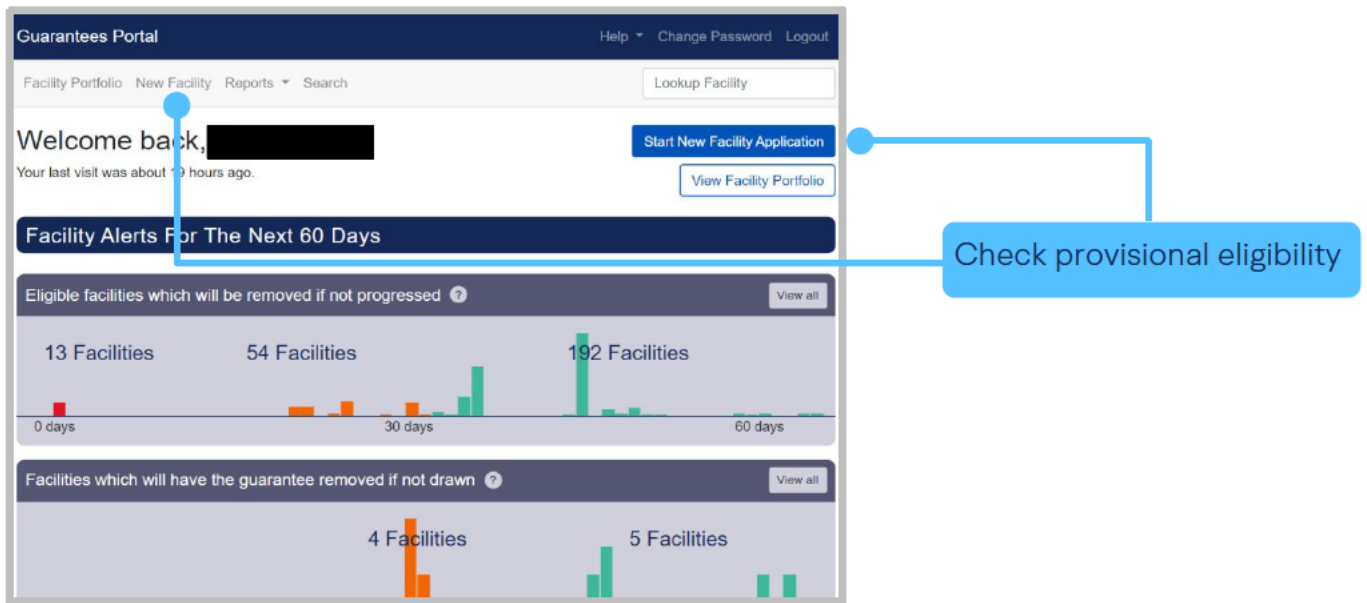 Guarantees Portal Help Change Password Logout
Facility Portfolio New Facility Reports Search Lookup Facility
Welcome back,
Start New Facility Application
Your last visit was about 19 hours ago.
View Facility Portfolio
Facility Alerts For The Next 60 Days
Check provisional eligibility
Eligible facilities which will be removed if not progressed ? View all
13 Facilities 54 Facilities 192 Facilities
0 days 30 days 60 days
Facilities which will have the guarantee removed if not drawn ? View all
4 Facilities 5 Facilities